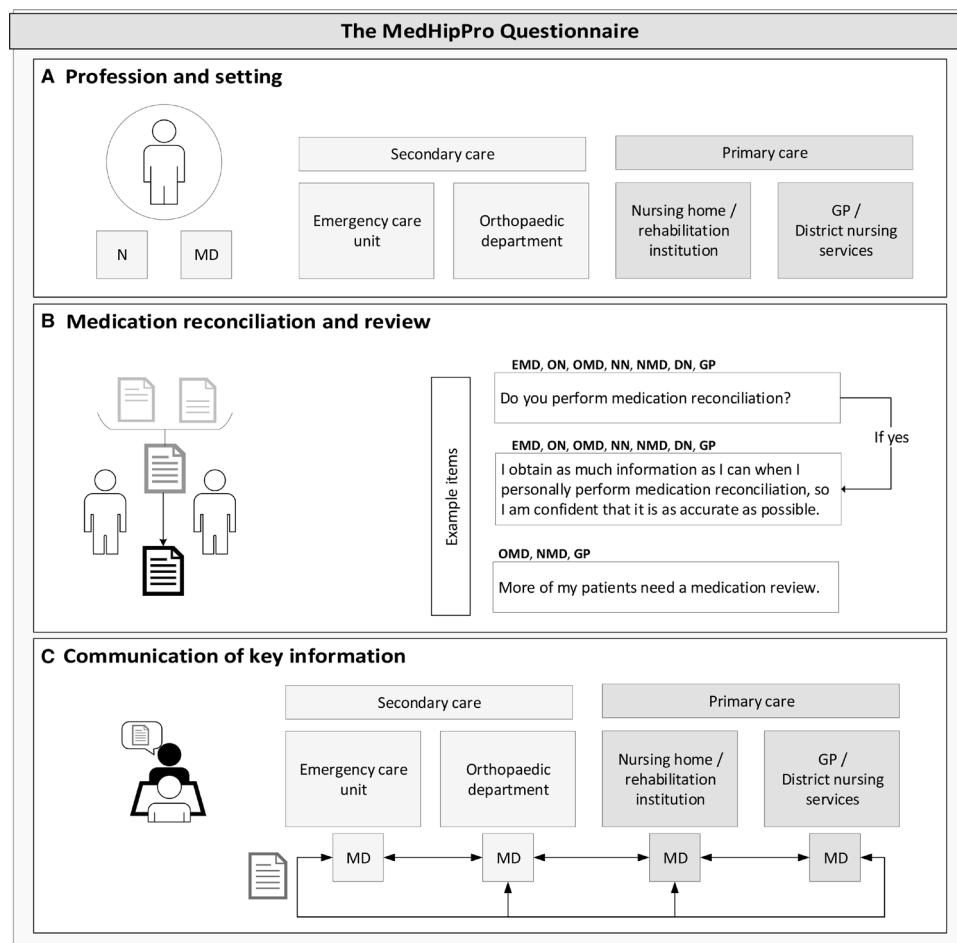 The MedHipPro Questionnaire
A Profession and setting
N
MD
Secondary care
Primary care
Emergency care
unit
Orthopaedic
department
Nursing home /
rehabilitation
institution
GP /
District nursing
services
B Medication reconciliation and review
Example items
EMD, ON, OMD, NN, NMD, DN, GP
Do you perform medication reconciliation?
If yes
EMD, ON, OMD, NN, NMD, DN, GP
I obtain as much information as I can when I
personally perform medication reconciliation, so
I am confident that it is as accurate as possible.
OMD, NMD, GP
More of my patients need a medication review.
C Communication of key information
Secondary care
Primary care
Emergency care
unit
Orthopaedic
department
Nursing home /
rehabilitation
institution
GP /
District nursing
services
MD
MD
MD
MD